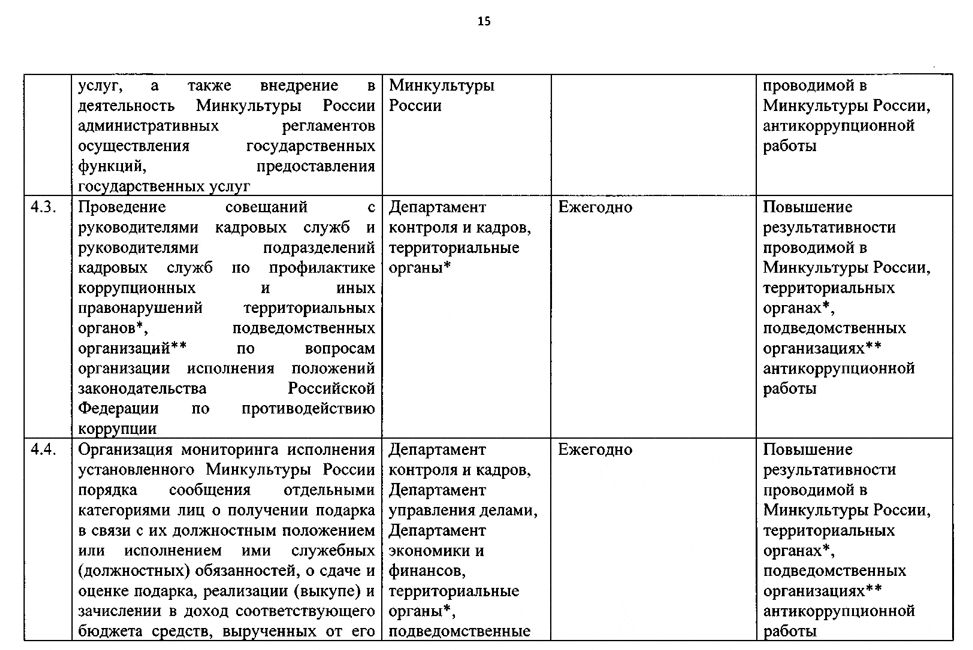 15
услуг, а также внедрение в
деятельность Минкультуры России
административных регламентов
осуществления государственных
функций, предоставления
государственных услуг
Минкультуры
России
проводимой в
Минкультуры России,
антикоррупционной
работы
4.3.
Проведение совещаний с
руководителями кадровых служб и
руководителями подразделений
кадровых служб по профилактике
коррупционных и иных
правонарушений территориальных
органов*, подведомственных
организаций** по вопросам
организации исполнения положений
законодательства Российской
Федерации по противодействию
коррупции
Департамент
контроля и кадров,
территориальные
органы*
Ежегодно
Повышение
результативности
проводимой в
Минкультуры России,
территориальных
органах*,
подведомственных
организациях**
антикоррупционной
работы
4.4.
Организация мониторинга исполнения
установленного Минкультуры России
порядка сообщения отдельными
категориями лиц о получении подарка
в связи с их должностным положением
или исполнением ими служебных
(должностных) обязанностей, о сдаче и
оценке подарка, реализации (выкупе) и
зачислении в доход соответствующего
бюджета средств, вырученных от его
Департамент
контроля и кадров,
Департамент
управления делами,
Департамент
экономики и
финансов,
территориальные
органы*,
подведомственные
Ежегодно
Повышение
результативности
проводимой в
Минкультуры России,
территориальных
органах*,
подведомственных
организациях**
антикоррупционной
работы